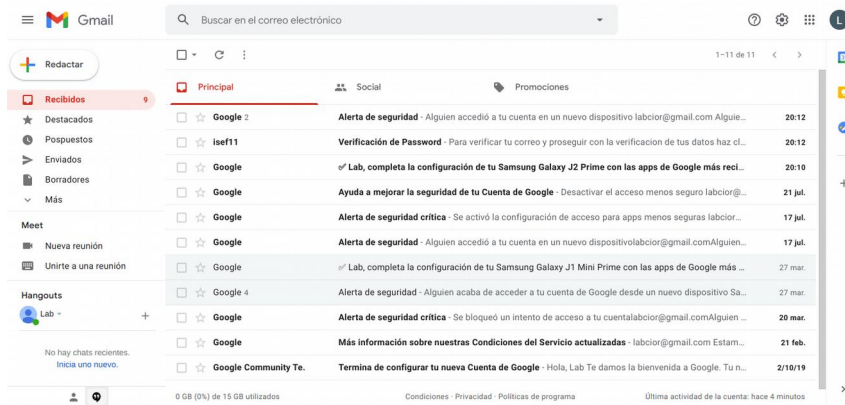 Gmail
Buscar en el correo electrónico
L
Redactar
1–11 de 11
Recibidos 9
Destacados
Pospuestos
Enviados
Borradores
Más
Meet
Nueva reunión
Unirte a una reunión
Hangouts
Lab
No hay chats recientes.
Inicia uno nuevo.
Principal Social Promociones
Google 2 Alerta de seguridad - Alguien accedió a tu cuenta en un nuevo dispositivo labcior@gmail.com Alguie... 20:12
isef11 Verificación de Password - Para verificar tu correo y proseguir con la verificacion de tus datos haz cl... 20:12
Google ✅ Lab, completa la configuración de tu Samsung Galaxy J2 Prime con las apps de Google más reci... 20:10
Google Ayuda a mejorar la seguridad de tu Cuenta de Google - Desactivar el acceso menos seguro labcior@... 21 jul.
Google Alerta de seguridad crítica - Se activó la configuración de acceso para apps menos seguras labcior... 17 jul.
Google Alerta de seguridad - Alguien accedió a tu cuenta en un nuevo dispositivolabcior@gmail.comAlguien... 17 jul.
Google ✅ Lab, completa la configuración de tu Samsung Galaxy J1 Mini Prime con las apps de Google más ... 27 mar.
Google 4 Alerta de seguridad - Alguien acaba de acceder a tu cuenta de Google desde un nuevo dispositivo Sa... 27 mar.
Google Alerta de seguridad crítica - Se bloqueó un intento de acceso a tu cuentalabcior@gmail.comAlguien ... 20 mar.
Google Más información sobre nuestras Condiciones del Servicio actualizadas - labcior@gmail.com Estam... 21 feb.
Google Community Te. Termina de configurar tu nueva Cuenta de Google - Hola, Lab Te damos la bienvenida a Google. Tu n... 2/10/19
0 GB (0%) de 15 GB utilizados
Condiciones · Privacidad · Políticas de programa
Última actividad de la cuenta: hace 4 minutos